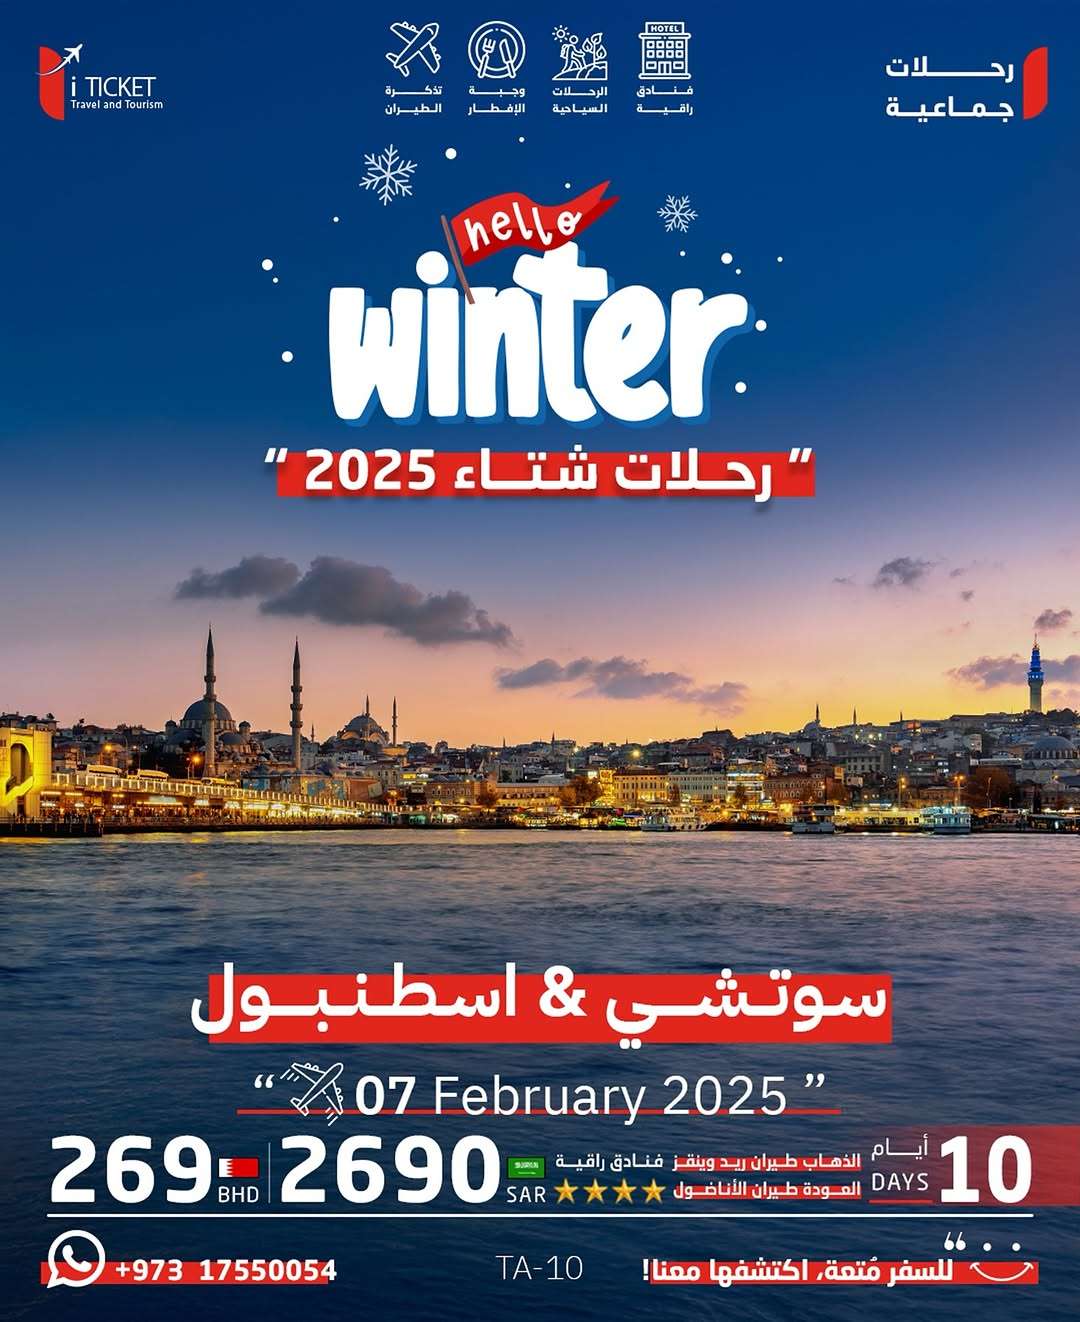 i TICKET
Travel and Tourism
تذكرة الطيران
وجبة الإفطار
الرحلات السياحية
HOTEL
فنادق راقية
رحلات
جماعية
hello
winter
" رحلات شتاء 2025 "
سوتشي & اسطنبول
" 07 February 2025 "
10 أيام DAYS
الذهاب طيران ريد وينقز
العودة طيران الأناضول
فنادق راقية
2690 SAR
269 BHD
+973 17550054
TA-10
للسفر مُتعة، اكتشفها معنا!